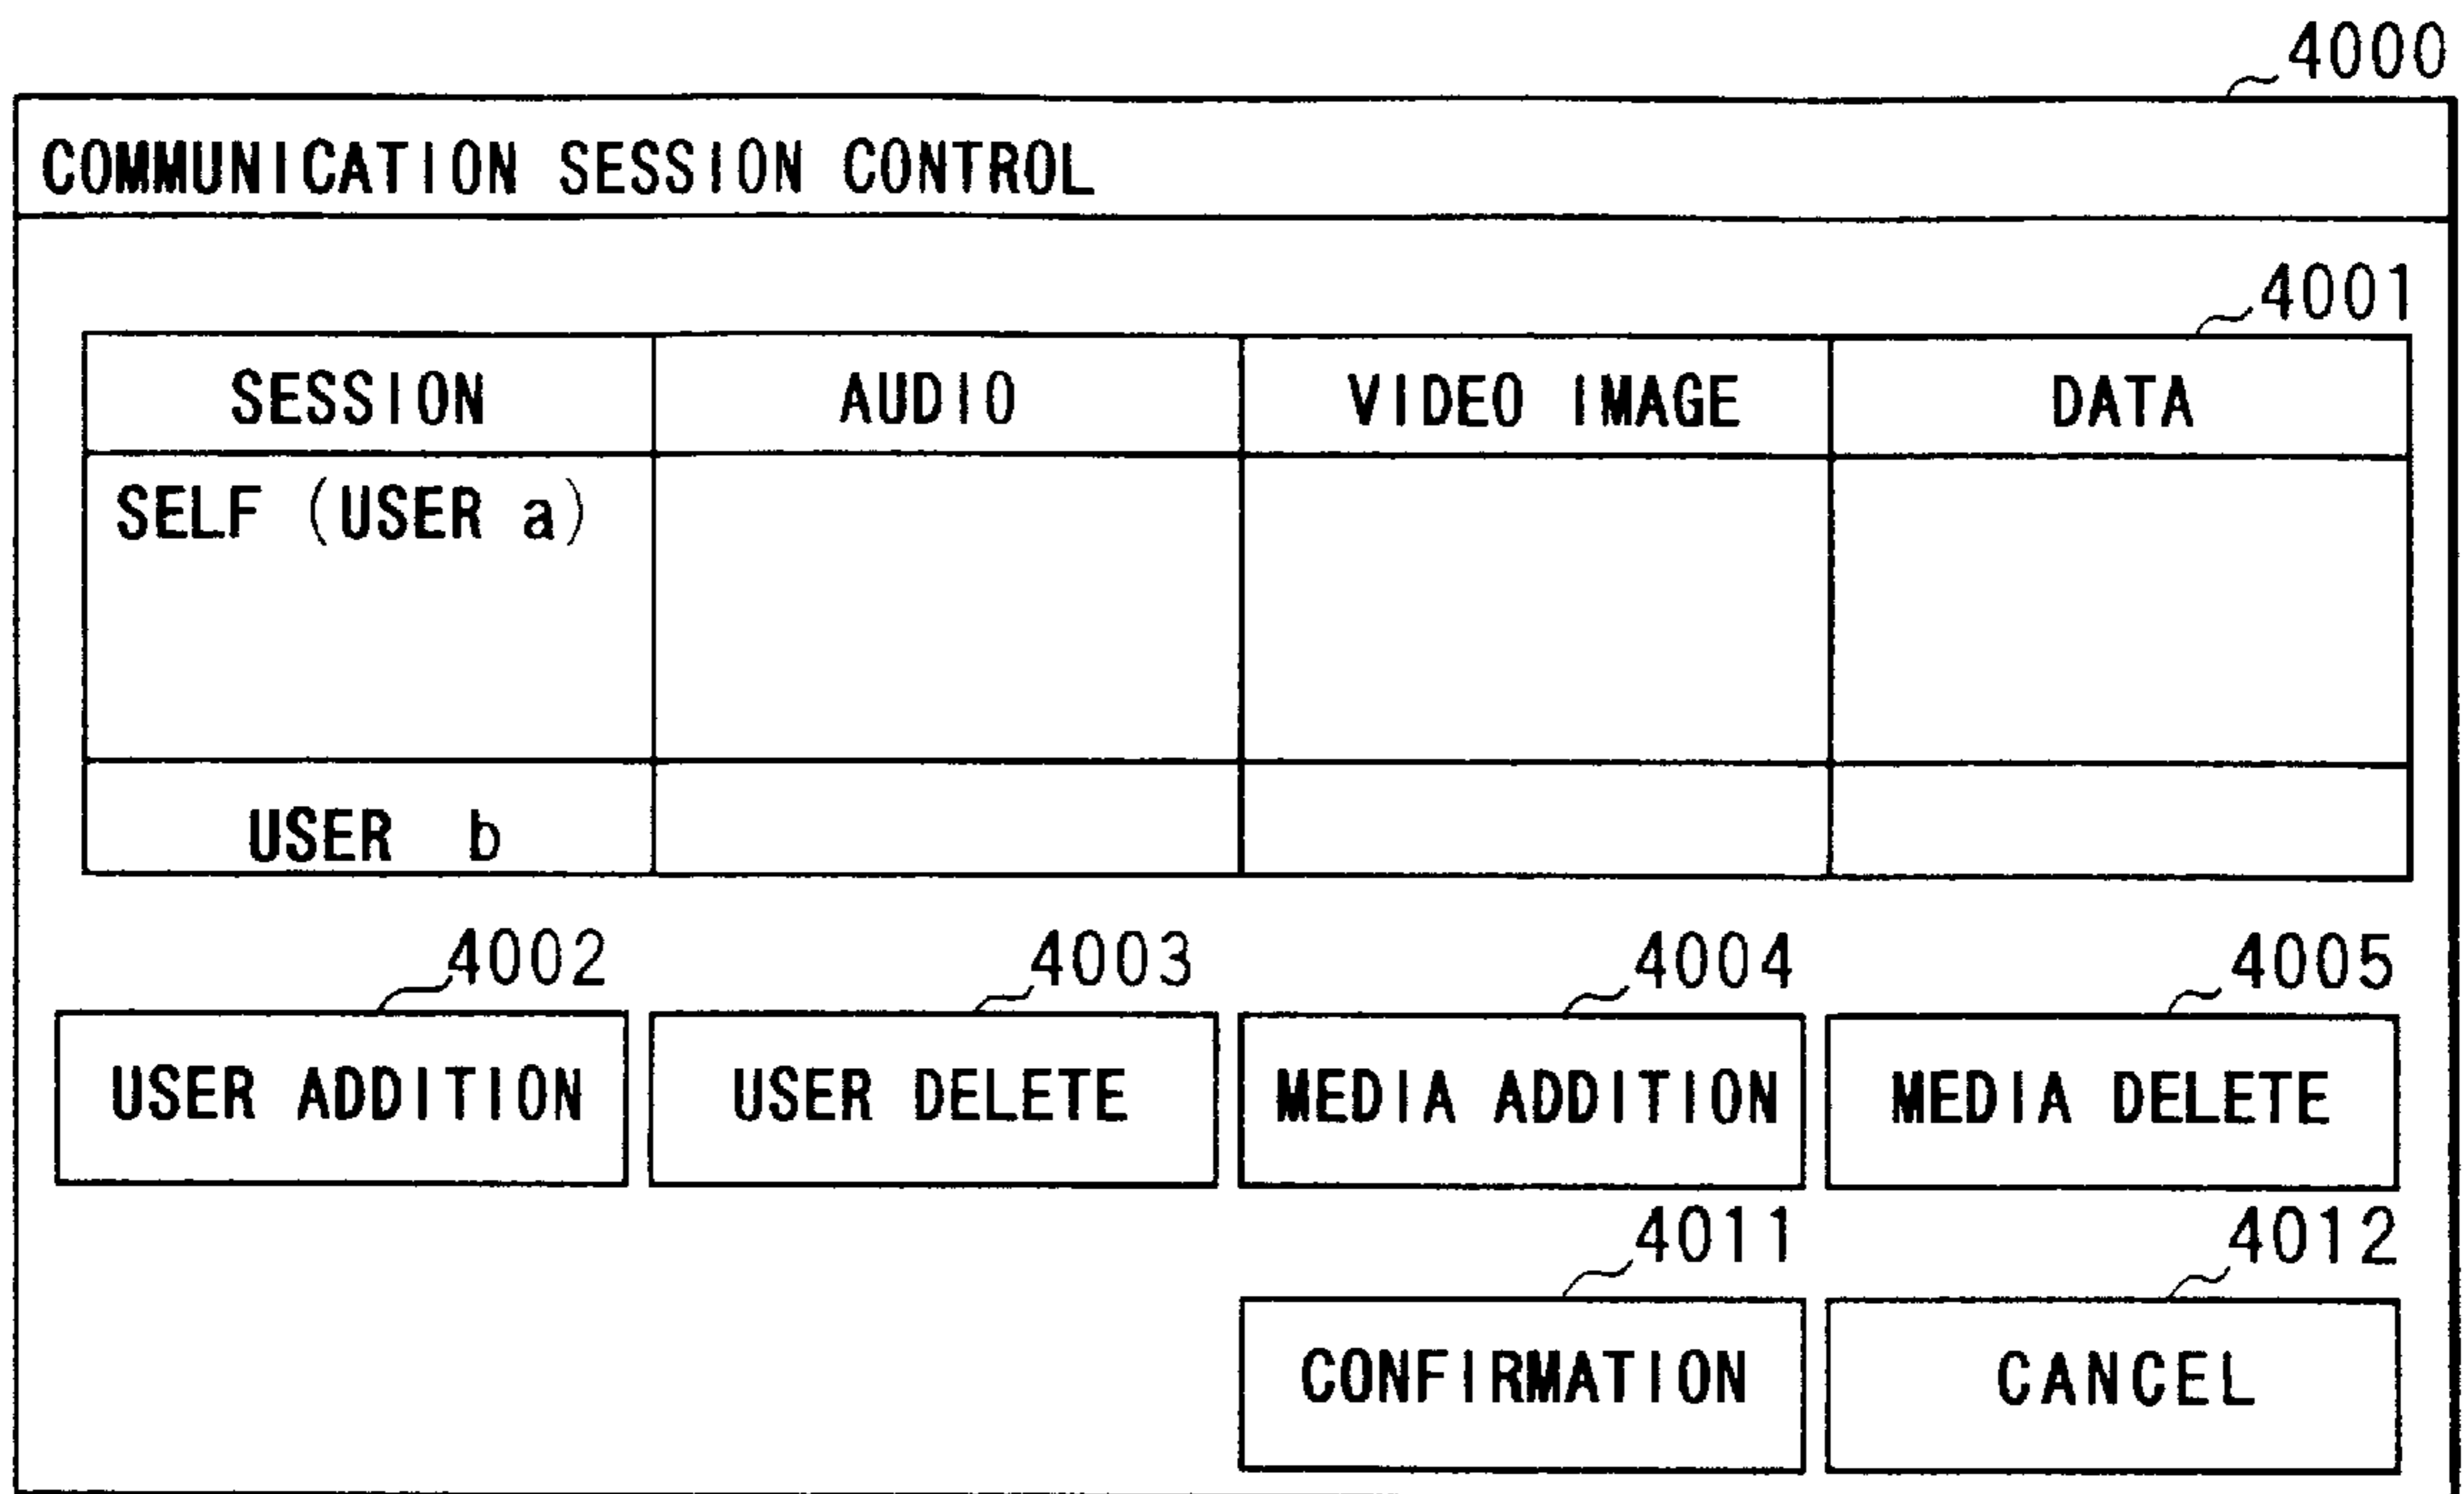 4000
COMMUNICATION SESSION CONTROL
4001
SESSION AUDIO VIDEO IMAGE DATA
SELF (USER a)
USER b
4002 4003 4004 4005
USER ADDITION USER DELETE MEDIA ADDITION MEDIA DELETE
4011 4012
CONFIRMATION CANCEL